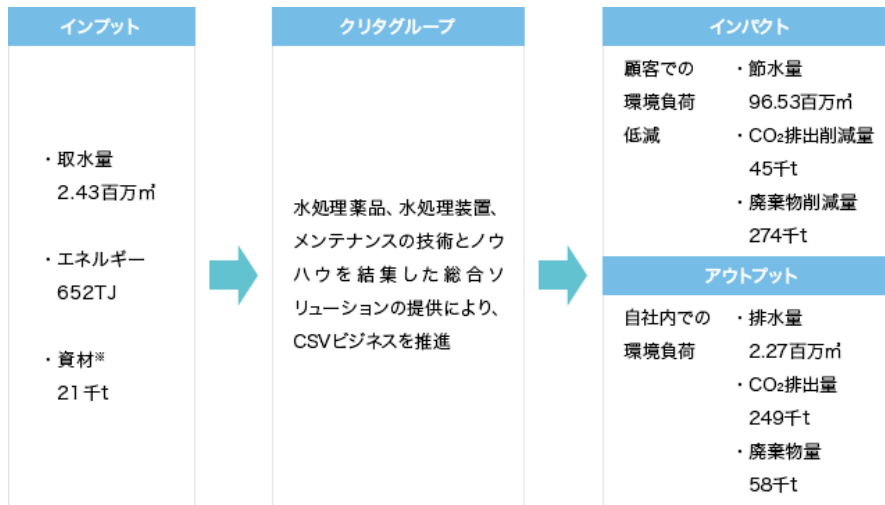 インプット
・取水量
2.43百万㎥
・エネルギー
652TJ
・資材※
21千t
クリタグループ
水処理薬品、水処理装置、
メンテナンスの技術とノウ
ハウを結集した総合ソ
リューションの提供により、
CSVビジネスを推進
インパクト
顧客での
環境負荷
低減
・節水量
96.53百万㎥
・CO₂排出削減量
45千t
・廃棄物削減量
274千t
アウトプット
自社内での
環境負荷
・排水量
2.27百万㎥
・CO₂排出量
249千t
・廃棄物量
58千t